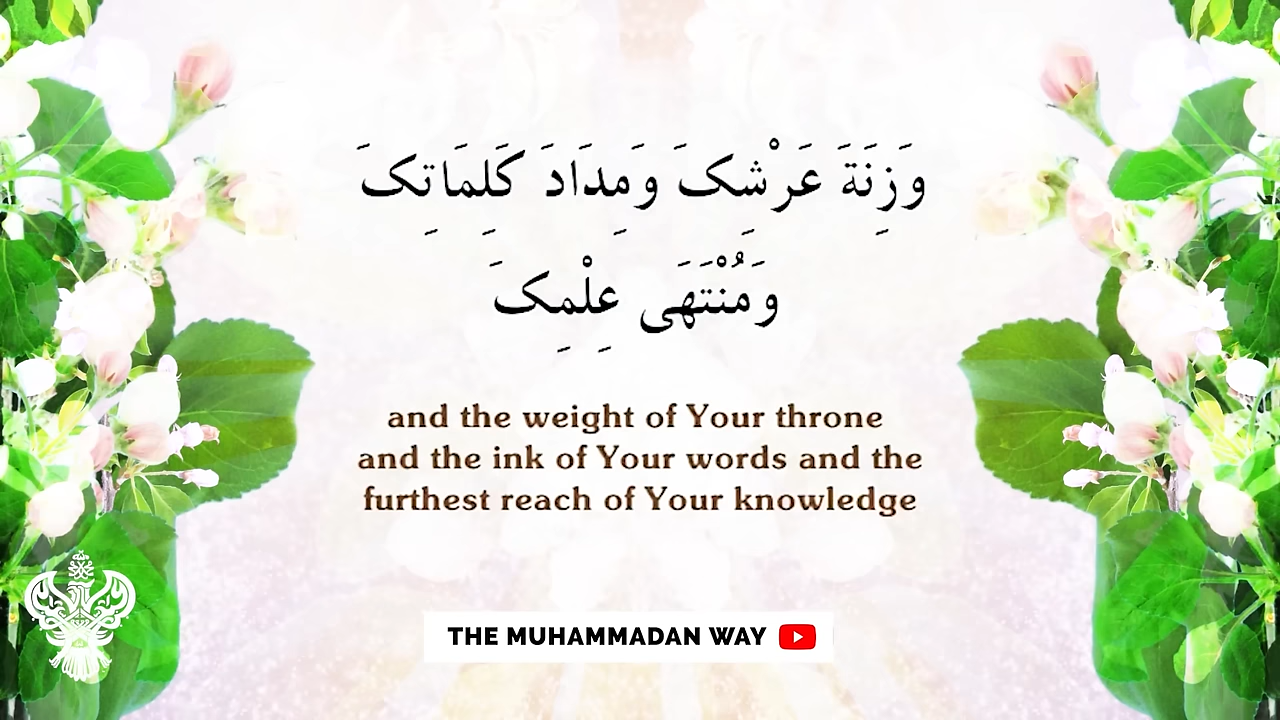 وَزِنَةَ عَرْشِکَ وَمِدَادَ کَلِمَاتِکَ
وَمُنْتَهَی عِلْمِکَ
and the weight of Your throne
and the ink of Your words and the
furthest reach of Your knowledge
THE MUHAMMADAN WAY